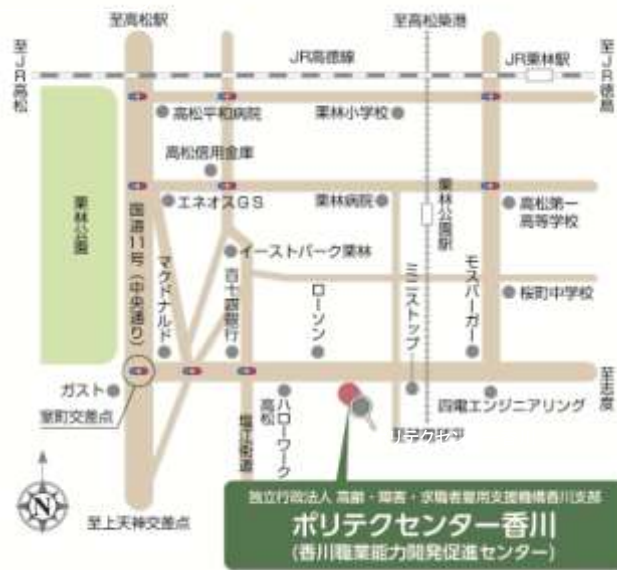 至高松駅
至高松築港
至JR高松
JR高徳線
JR栗林駅
至JR徳島
高松平和病院
栗林小学校
高松信用金庫
栗林公園
国道11号(中央通り)
エネオスGS
栗林病院
栗林公園駅
高松第一
高等学校
イーストパーク栗林
マクドナルド
百十四銀行
ローソン
ミニストップ
モスバーガー
桜町中学校
ガスト
室町交差点
塩江街道
ハローワーク
高松
四電エンジニアリング
至志度
N
至上天神交差点
独立行政法人 高齢・障害・求職者雇用支援機構香川支部
ポリテクセンター香川
(香川職業能力開発促進センター)